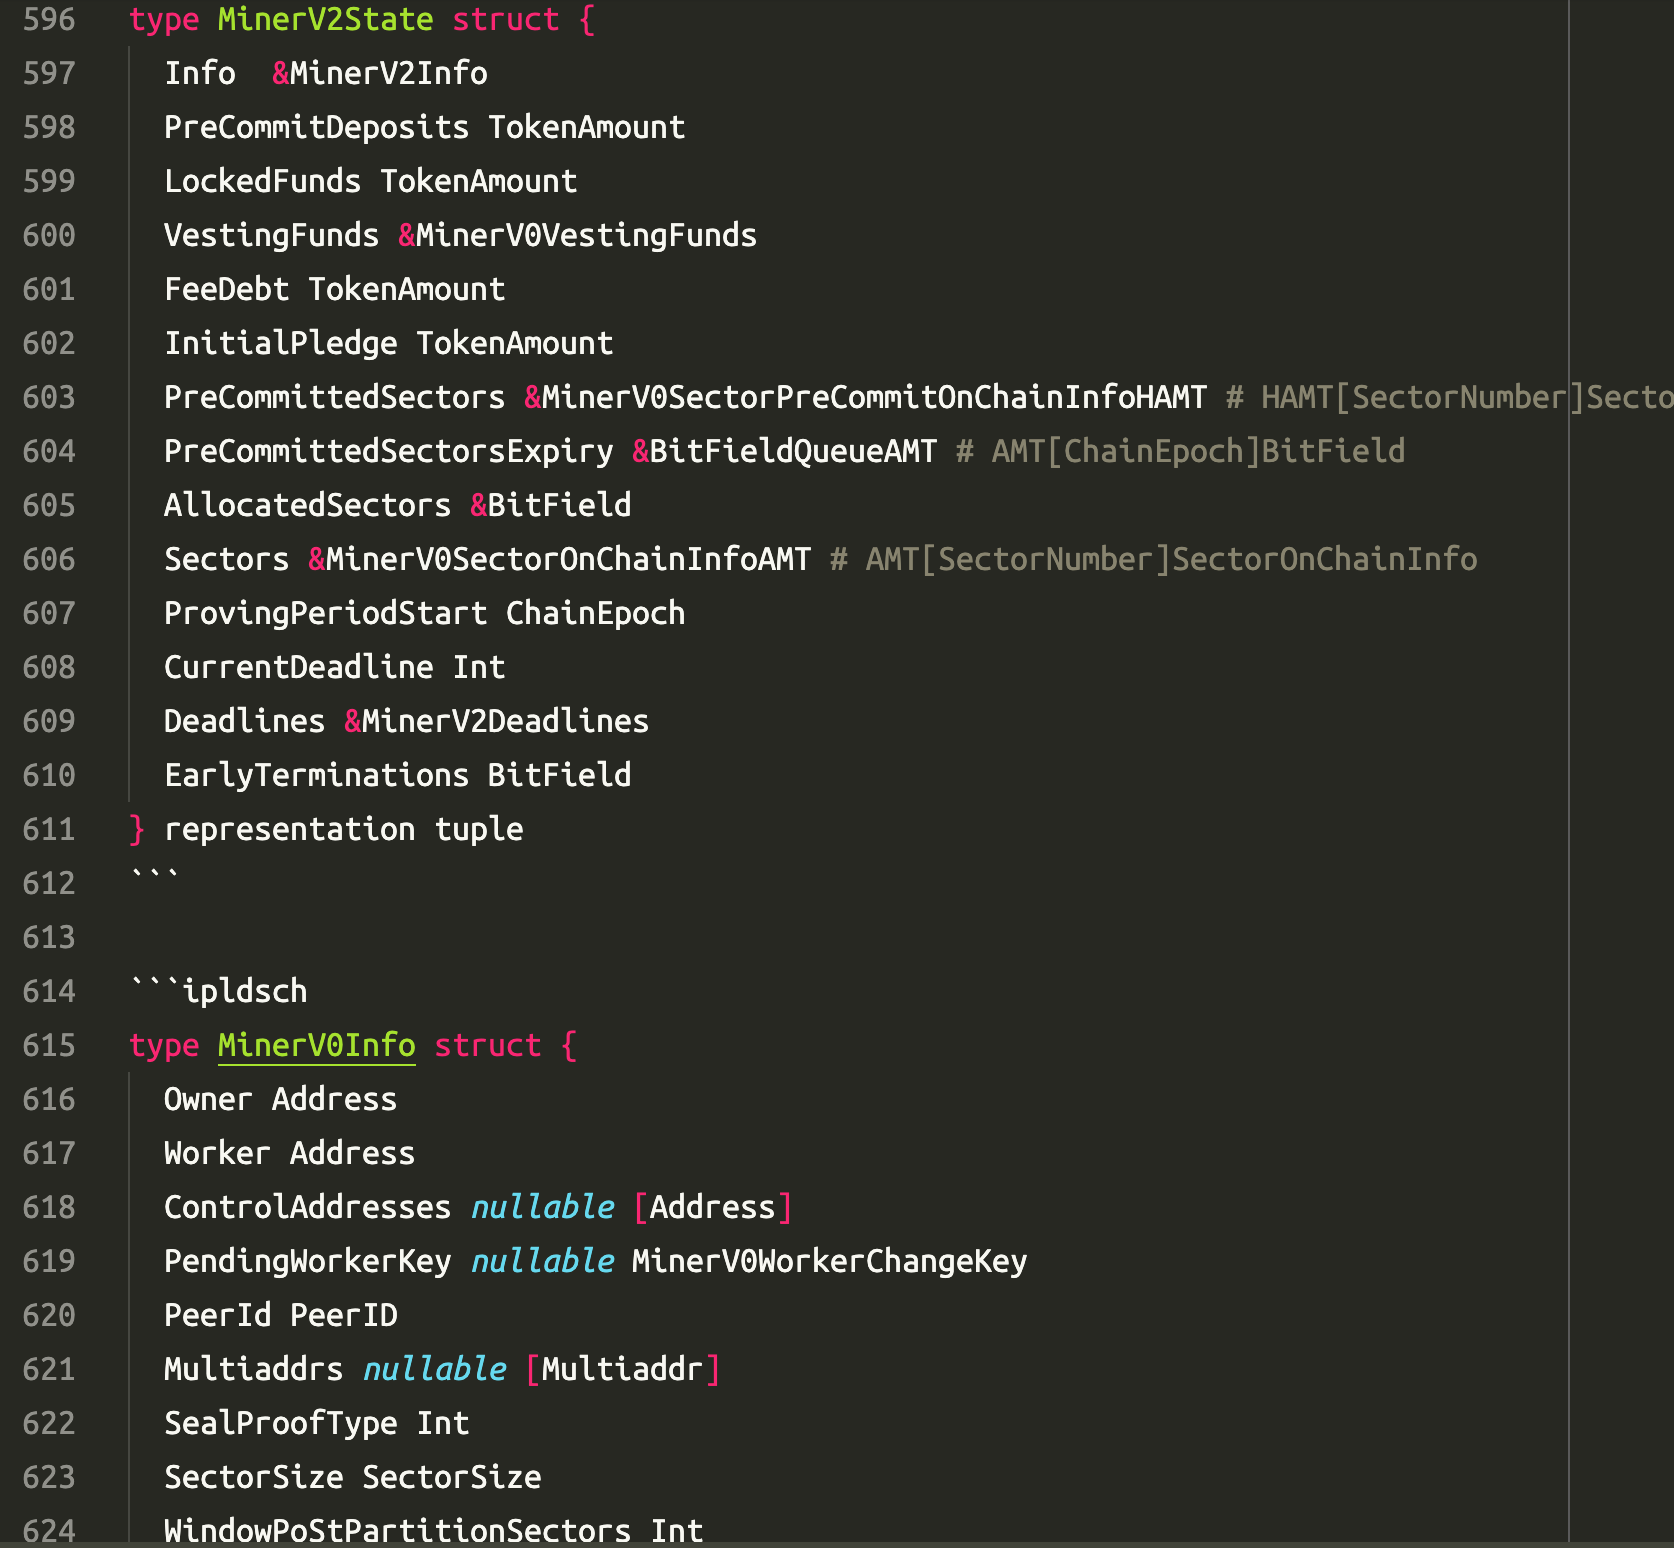 596 type MinerV2State struct {
597 Info  &MinerV2Info
598 PreCommitDeposits TokenAmount
599 LockedFunds TokenAmount
600 VestingFunds &MinerV0VestingFunds
601 FeeDebt TokenAmount
602 InitialPledge TokenAmount
603 PreCommittedSectors &MinerV0SectorPreCommitOnChainInfoHAMT # HAMT[SectorNumber]Secto
604 PreCommittedSectorsExpiry &BitFieldQueueAMT # AMT[ChainEpoch]BitField
605 AllocatedSectors &BitField
606 Sectors &MinerV0SectorOnChainInfoAMT # AMT[SectorNumber]SectorOnChainInfo
607 ProvingPeriodStart ChainEpoch
608 CurrentDeadline Int
609 Deadlines &MinerV2Deadlines
610 EarlyTerminations BitField
611 } representation tuple
612 ```
613
614 ```ipldsch
615 type MinerV0Info struct {
616 Owner Address
617 Worker Address
618 ControlAddresses nullable [Address]
619 PendingWorkerKey nullable MinerV0WorkerChangeKey
620 PeerId PeerID
621 Multiaddrs nullable [Multiaddr]
622 SealProofType Int
623 SectorSize SectorSize
624 WindowPoStPartitionSectors Int